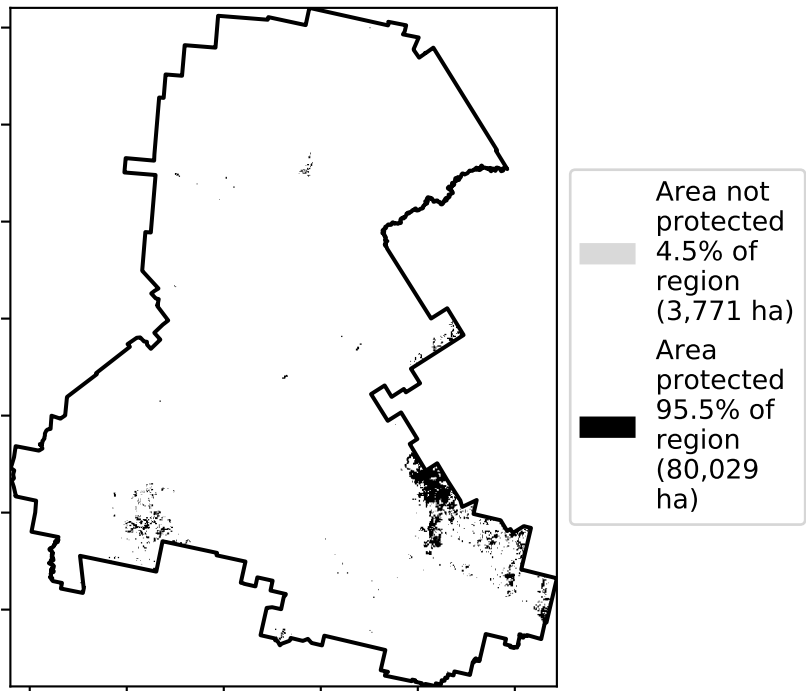 Area not
protected
4.5% of
region
(3,771 ha)
Area
protected
95.5% of
region
(80,029
ha)